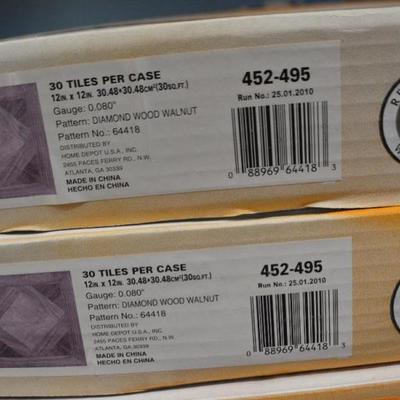 30 TILES PER CASE
12IN. x 12IN. 30.48*30.48CM²(30SQ.FT.)
Gauge: 0.080"
Pattern: DIAMOND WOOD WALNUT
Pattern No.: 64418
DISTRIBUTED BY
HOME DEPOT U.S.A., INC.
2455 PACES FERRY RD., N.W.
ATLANTA, GA 30339
MADE IN CHINA
HECHO EN CHINA
452-495
Run No.: 25.01.2010
0 88969 64418 3
30 TILES PER CASE
12IN. x 12IN. 30.48*30.48CM²(30SQ.FT.)
Gauge: 0.080"
Pattern: DIAMOND WOOD WALNUT
Pattern No.: 64418
DISTRIBUTED BY
HOME DEPOT U.S.A., INC.
2455 PACES FERRY RD., N.W.
ATLANTA, GA 30339
MADE IN CHINA
HECHO EN CHINA
452-495
Run No.: 25.01.2010
0 88969 64418 3